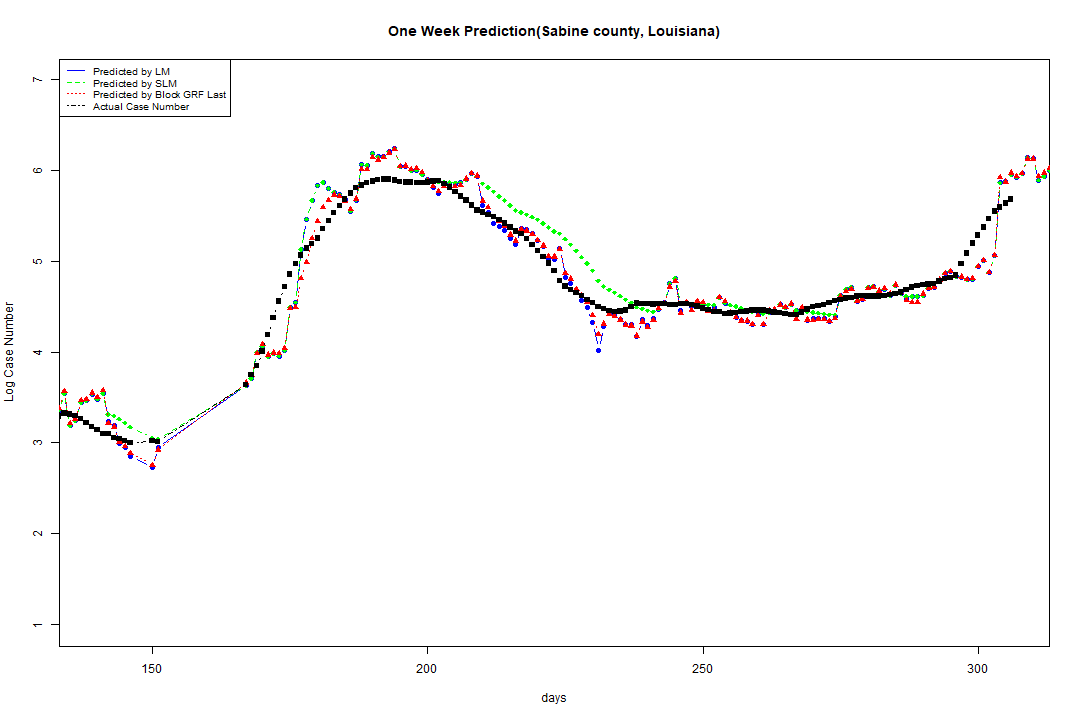 One Week Prediction(Sabine county, Louisiana)
Predicted by LM
Predicted by SLM
Predicted by Block GRF Last
Actual Case Number
7
6
5
4
3
2
1
Log Case Number
150 200 250 300
days